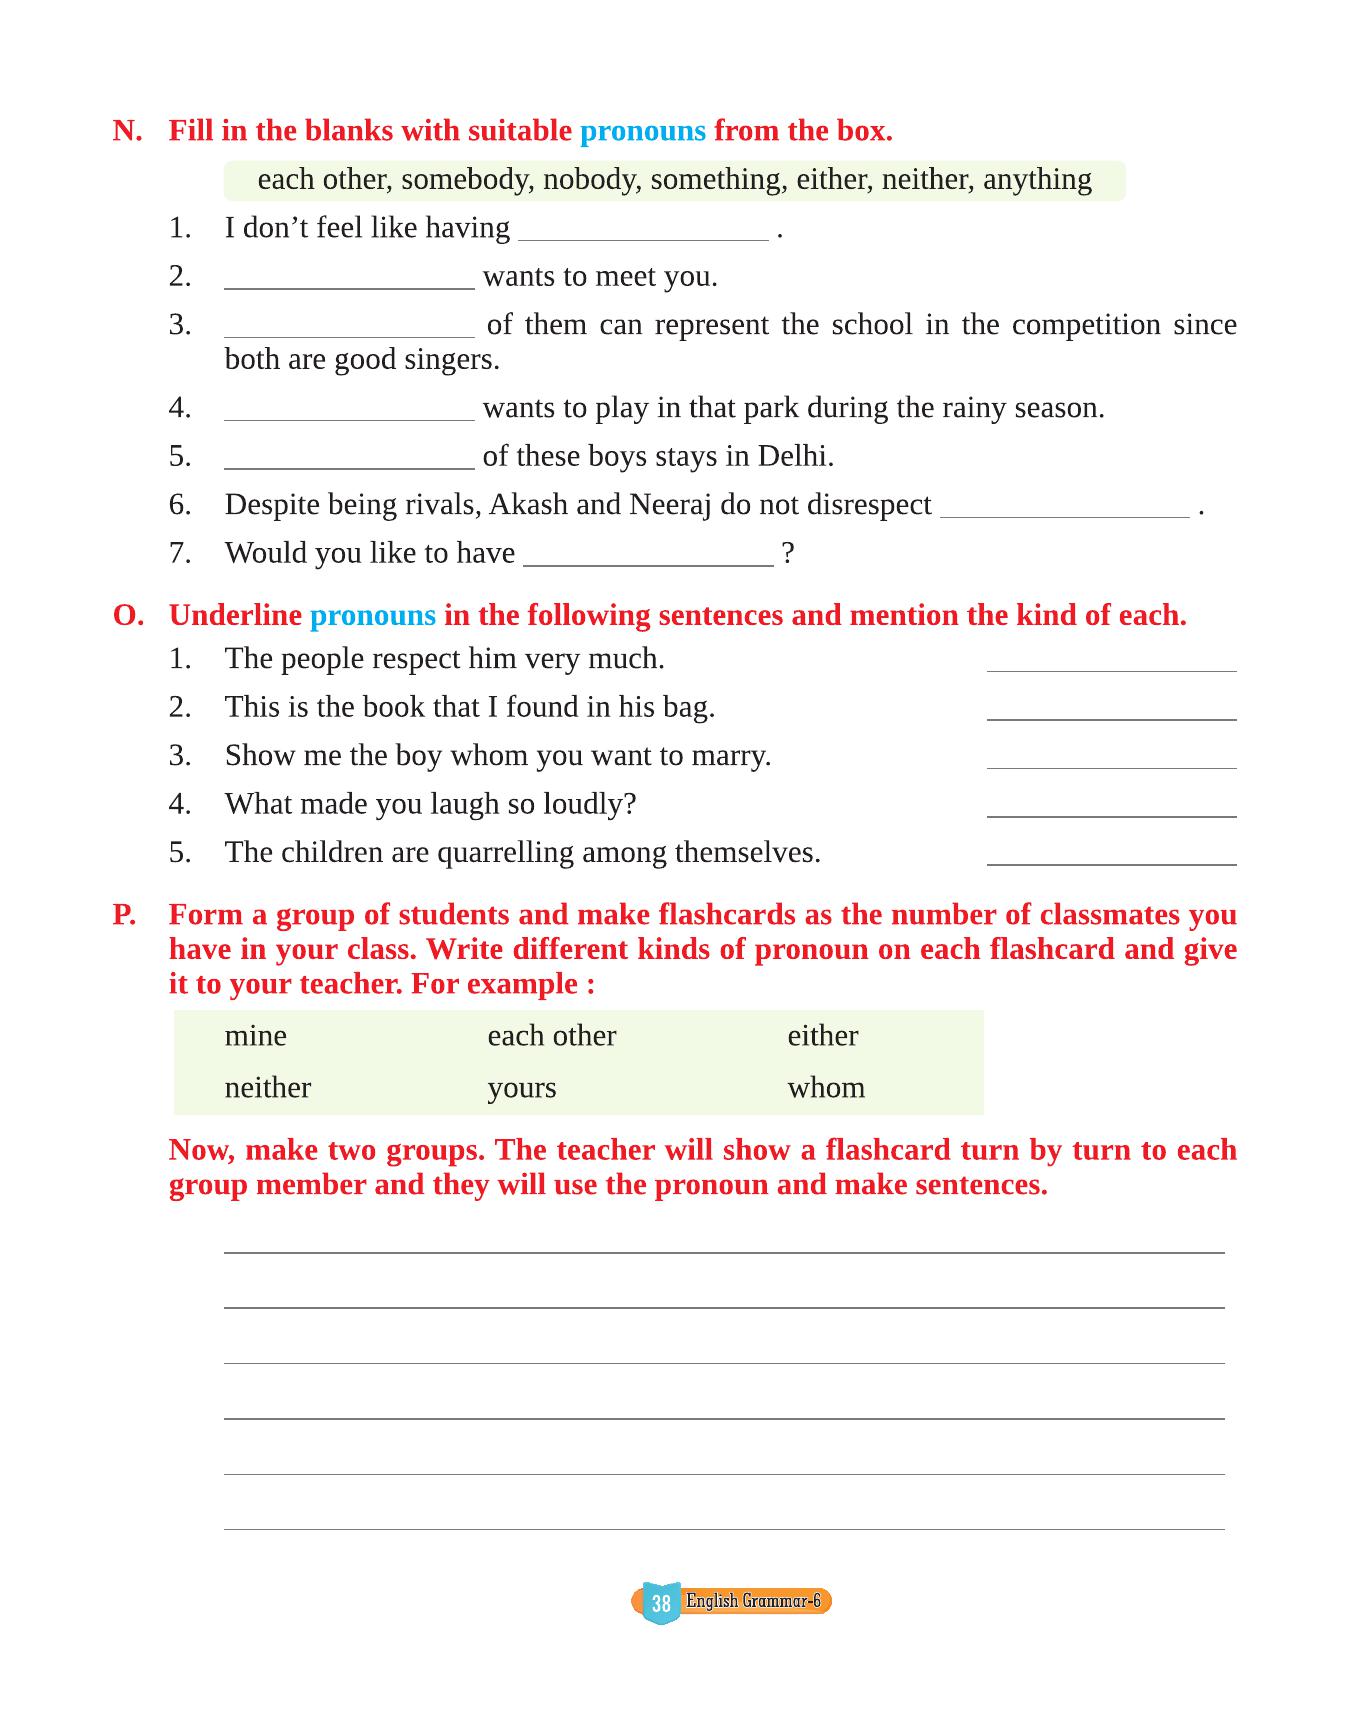 N. Fill in the blanks with suitable pronouns from the box.
each other, somebody, nobody, something, either, neither, anything
1. I don’t feel like having ________________ .
2. ________________ wants to meet you.
3. ________________ of them can represent the school in the competition since
both are good singers.
4. ________________ wants to play in that park during the rainy season.
5. ________________ of these boys stays in Delhi.
6. Despite being rivals, Akash and Neeraj do not disrespect ________________ .
7. Would you like to have ________________ ?
O. Underline pronouns in the following sentences and mention the kind of each.
1. The people respect him very much. ________________
2. This is the book that I found in his bag. ________________
3. Show me the boy whom you want to marry. ________________
4. What made you laugh so loudly? ________________
5. The children are quarrelling among themselves. ________________
P. Form a group of students and make flashcards as the number of classmates you
have in your class. Write different kinds of pronoun on each flashcard and give
it to your teacher. For example :
mine each other either
neither yours whom
Now, make two groups. The teacher will show a flashcard turn by turn to each
group member and they will use the pronoun and make sentences.
38 English Grammar-6